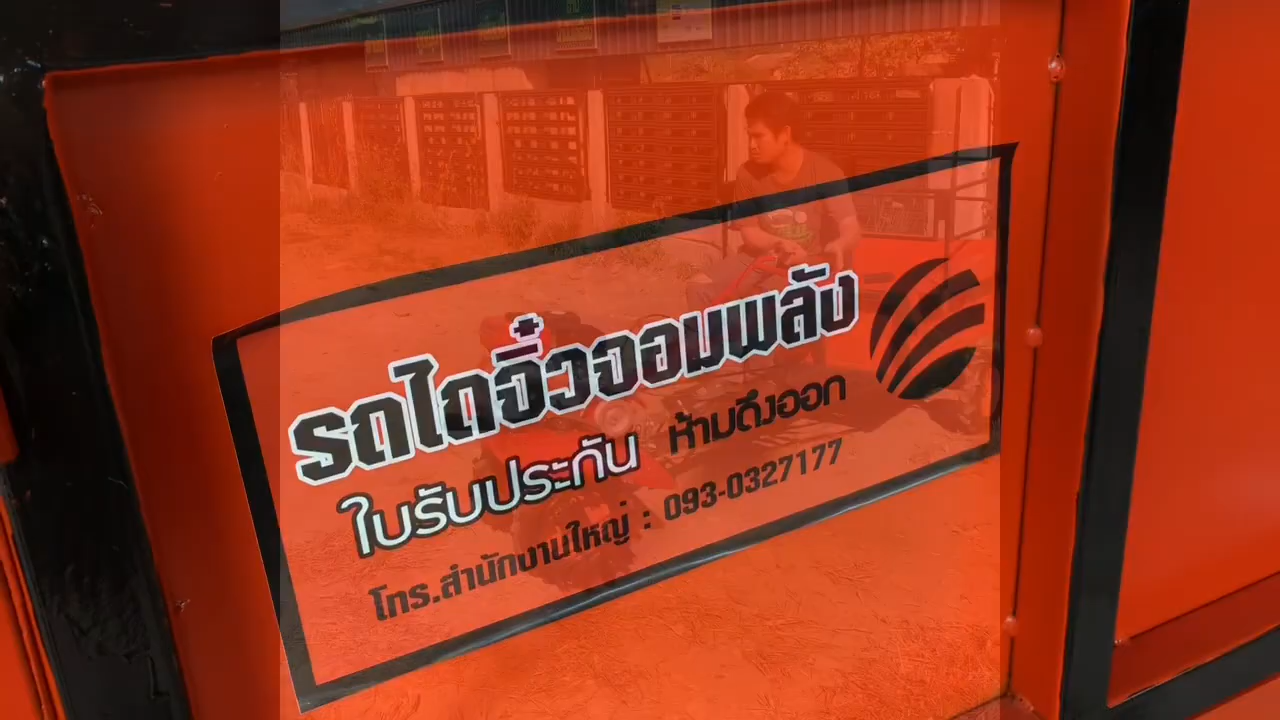 รถไถจิ๋วจอมพลัง
ใบรับประกัน ห้ามดึงออก
โทร.สำนักงานใหญ่ : 093-0327177